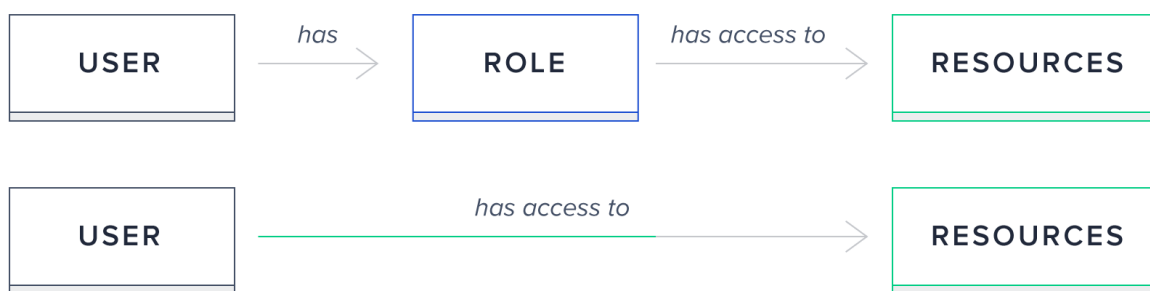 has
has access to
USER
ROLE
RESOURCES
has access to
USER
RESOURCES